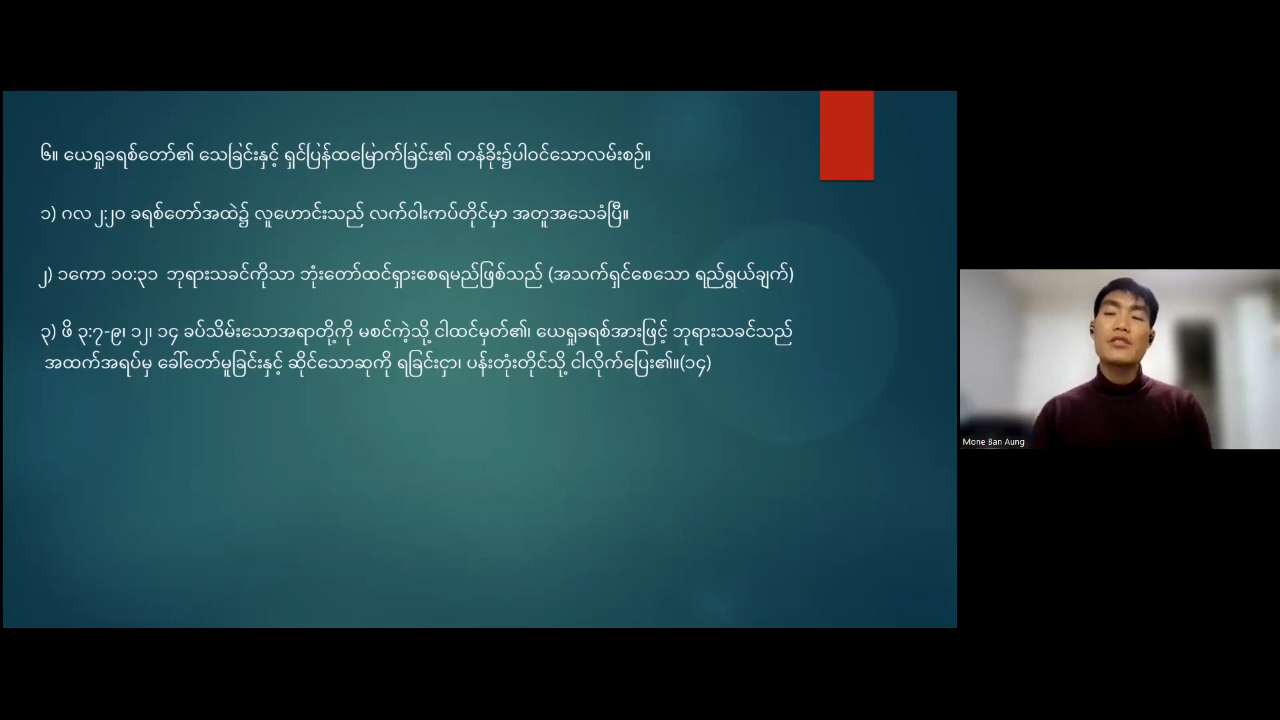 ၆။ ယေရှုခရစ်တော်၏ သေခြင်းနှင့် ရှင်ပြန်ထမြောက်ခြင်း၏ တန်ခိုး၌ပါဝင်သောလမ်းစဉ်။
၁) ဂလ၂:၂၀ ခရစ်တော်အထဲ၌ လူဟောင်းသည် လက်ဝါးကပ်တိုင်မှာ အတူအသေခံပြီ။
၂) ၁ကော ၁၀:၃၁ ဘုရားသခင်ကိုသာ ဘုံးတော်ထင်ရှားစေရမည်ဖြစ်သည် (အသက်ရှင်စေသော ရည်ရွယ်ချက်)
၃) ဖိ ၃:၇-၉၊ ၁၂၊ ၁၄ ခပ်သိမ်းသောအရာတို့ကို မစင်ကဲ့သို့ ငါထင်မှတ်၏၊ ယေရှုခရစ်အားဖြင့် ဘုရားသခင်သည်
အထက်အရပ်မှ ခေါ်တော်မူခြင်းနှင့် ဆိုင်သောဆုကို ရခြင်းငှာ၊ ပန်းတုံးတိုင်သို့ ငါလိုက်ပြေး၏။(၁၄)
Mone Ban Aung